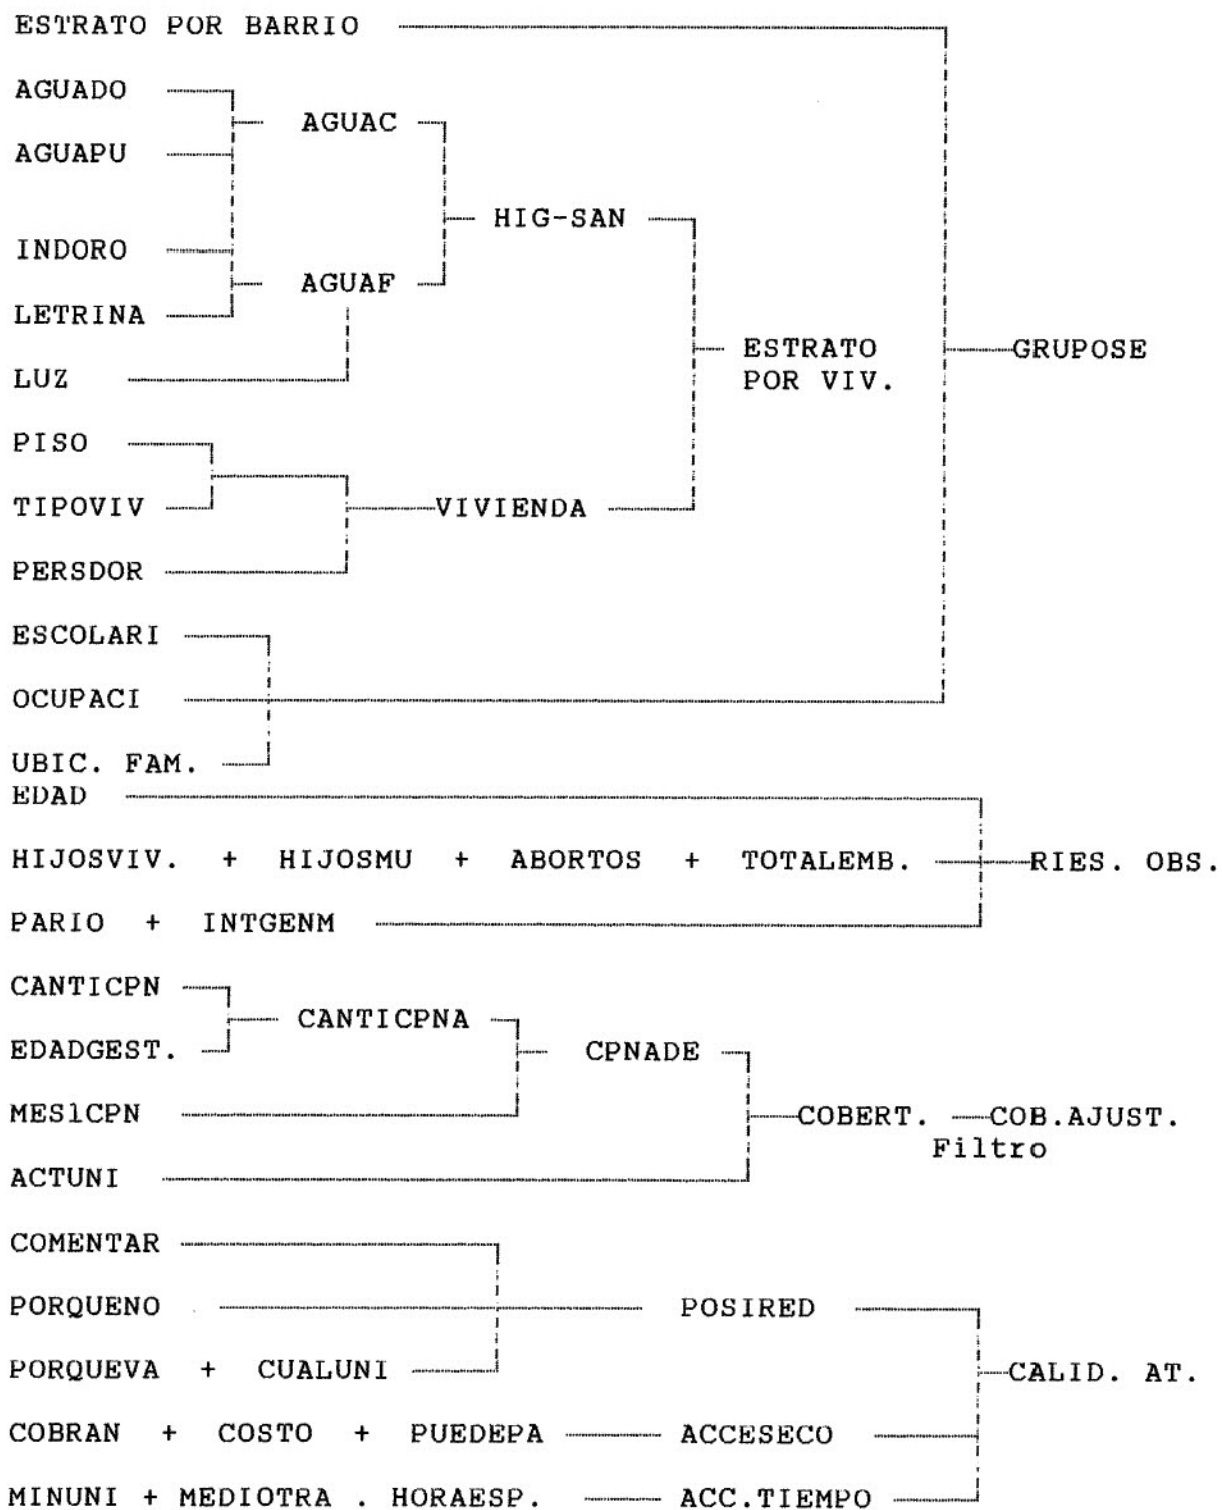 ESTRATO POR BARRIO
AGUADO
AGUAC
AGUAPU
HIG-SAN
INDORO
AGUAF
LETRINA
ESTRATO GRUPOSE
LUZ POR VIV.
PISO
TIPOVIV VIVIENDA
PERSDOR
ESCOLARI
OCUPACI
UBIC. FAM.
EDAD
HIJOSVIV. + HIJOSMU + ABORTOS + TOTALEMB. RIES. OBS.
PARIO + INTGENM
CANTICPN
CANTICPNA
EDADGEST. CPNADE
MES1CPN COBERT. COB.AJUST.
Filtro
ACTUNI
COMENTAR
PORQUENO POSIRED
PORQUEVA + CUALUNI CALID. AT.
COBRAN + COSTO + PUEDEPA ACCESECO
MINUNI + MEDIOTRA . HORAESP. ACC.TIEMPO